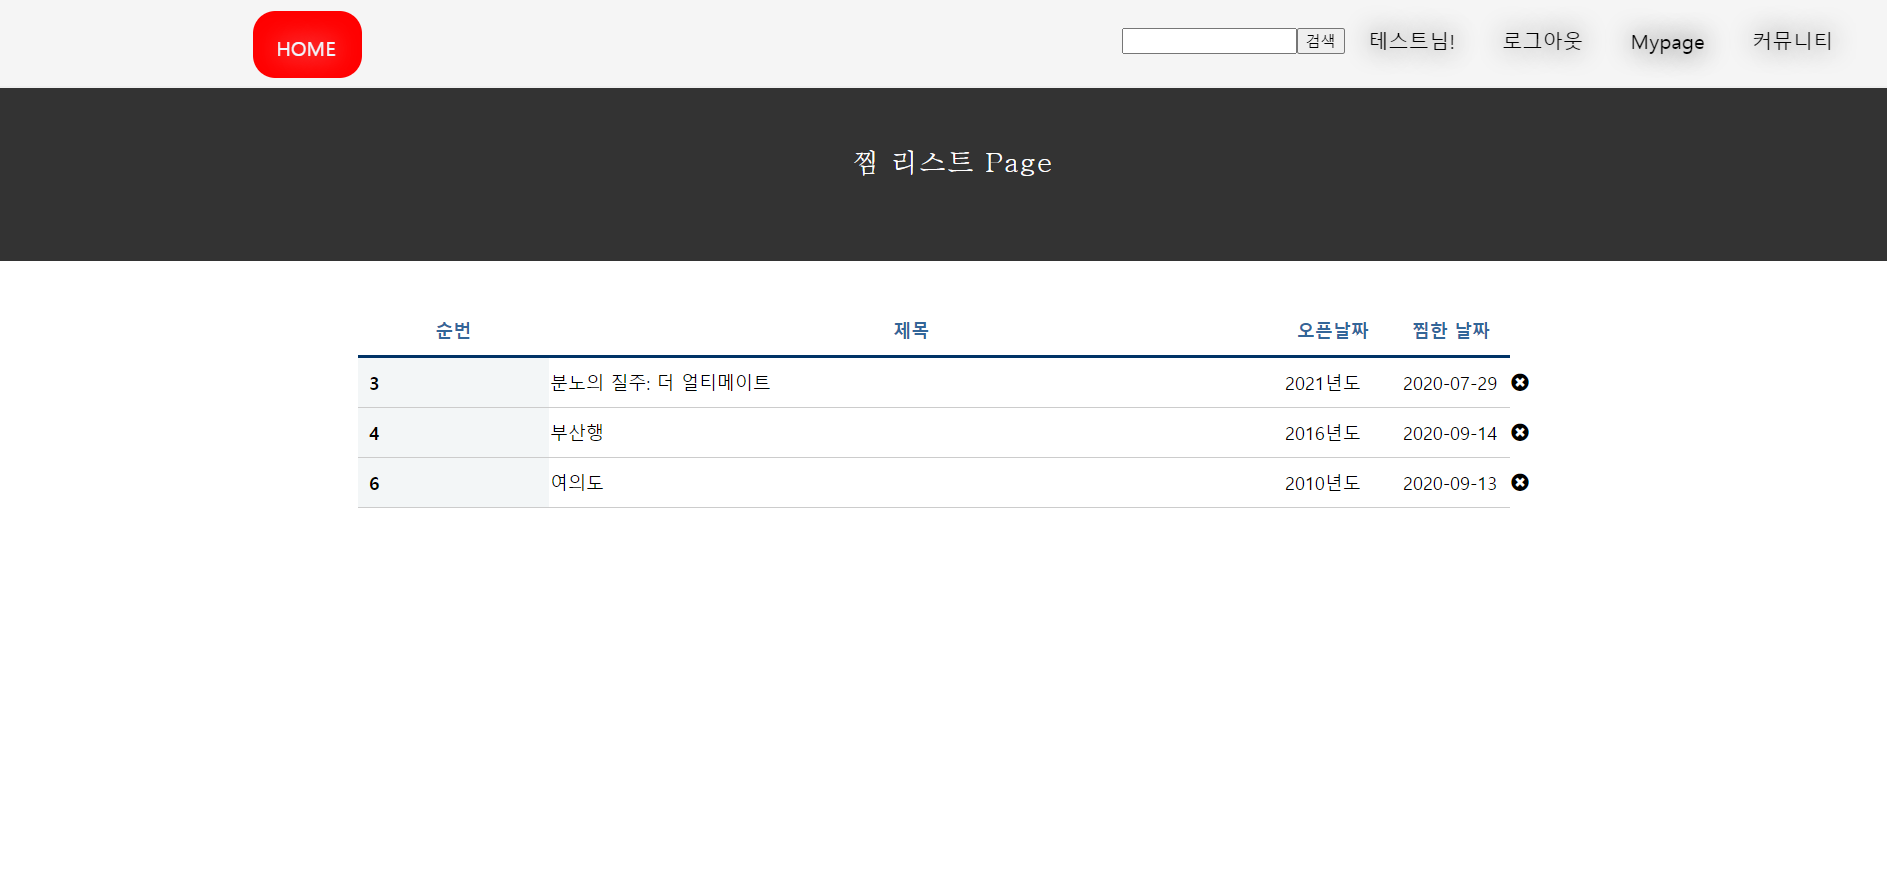 HOME
검색 테스트님! 로그아웃 Mypage 커뮤니티
찜 리스트 Page
순번 제목 오픈날짜 찜한 날짜
3 분노의 질주: 더 얼티메이트 2021년도 2020-07-29
4 부산행 2016년도 2020-09-14
6 여의도 2010년도 2020-09-13